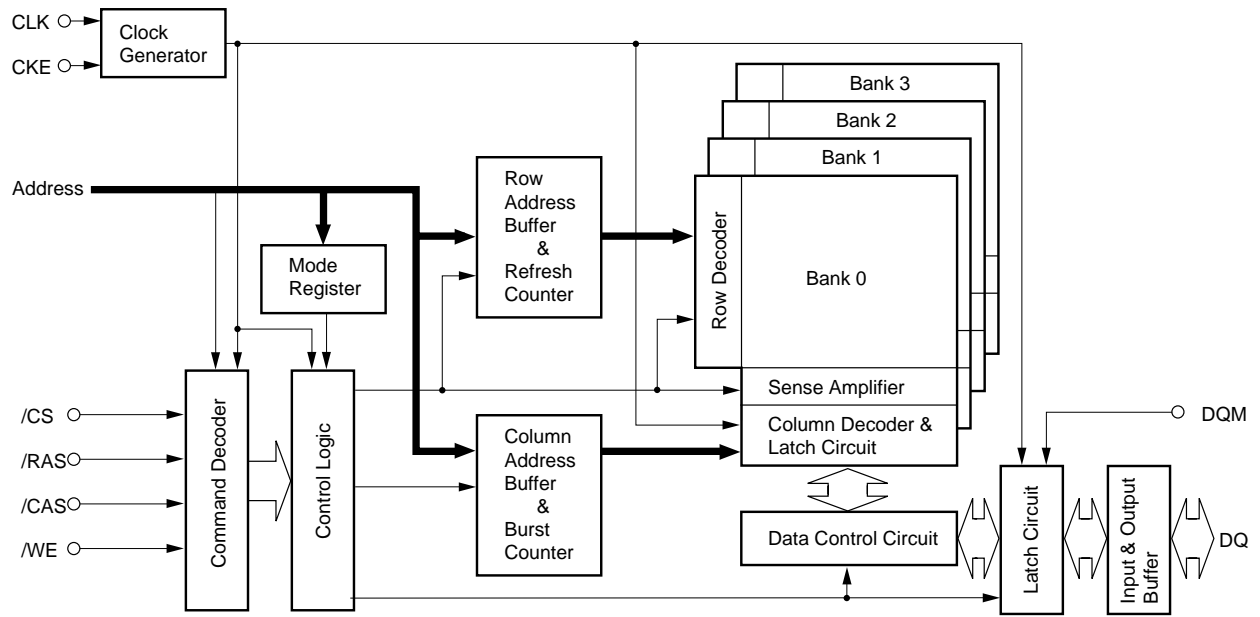 CLK
CKE
Clock
Generator
Bank 3
Bank 2
Bank 1
Address
Row
Address
Buffer
&
Refresh
Counter
Mode
Register
Row Decoder
Bank 0
Sense Amplifier
Column Decoder &
Latch Circuit
/CS
/RAS
/CAS
/WE
Command Decoder
Control Logic
Column
Address
Buffer
&
Burst
Counter
Data Control Circuit
Latch Circuit
Input & Output
Buffer
DQM
DQ